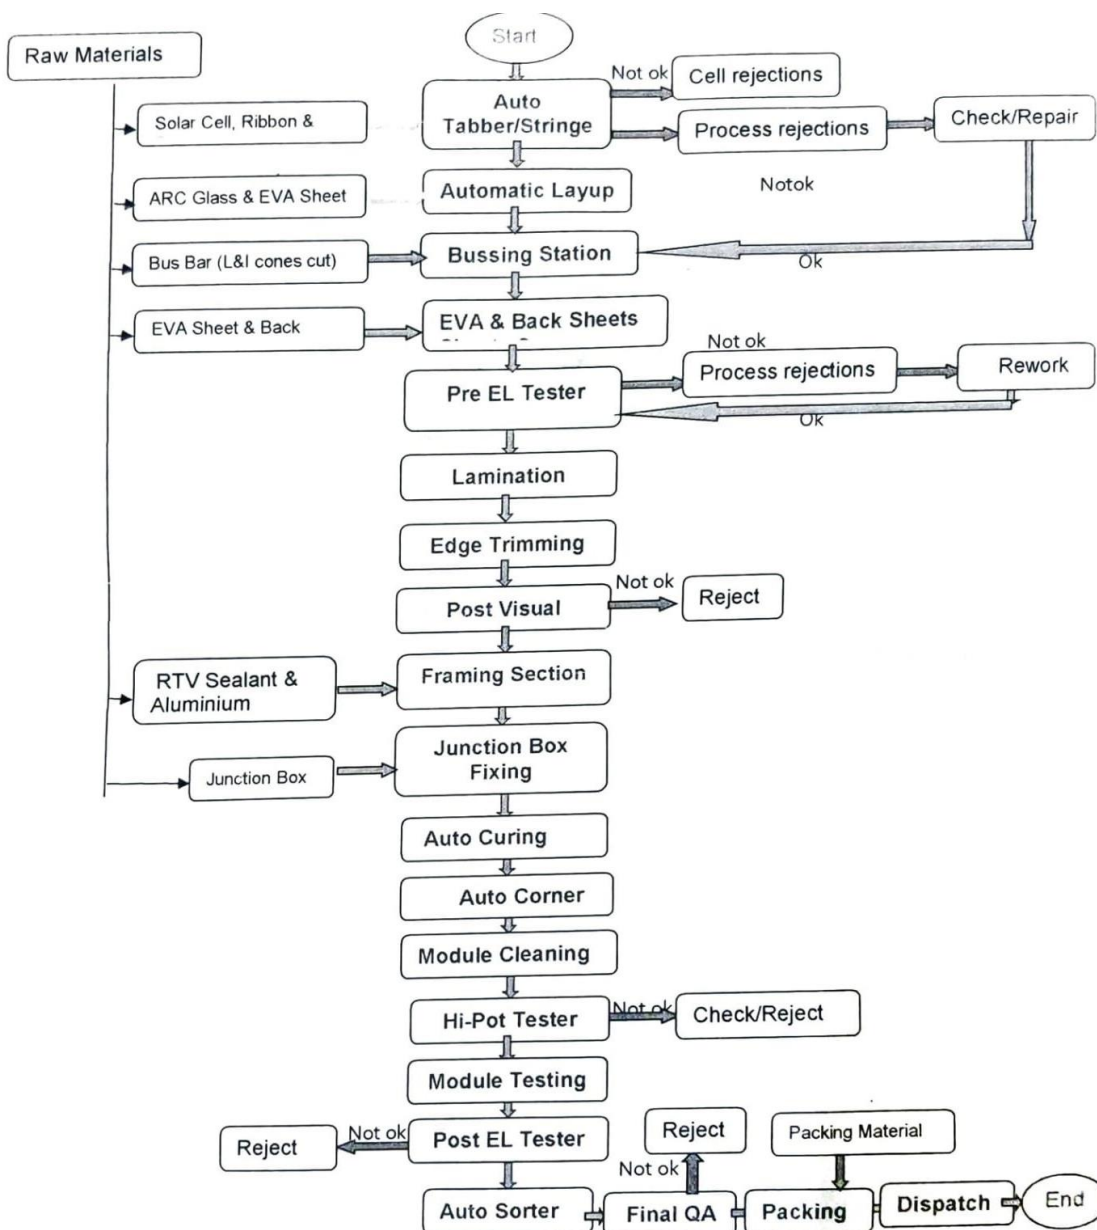 Start
Raw Materials
Not ok
Cell rejections
Auto
Tabber/Stringe
Process rejections
Check/Repair
Solar Cell, Ribbon &
Notok
ARC Glass & EVA Sheet
Automatic Layup
Bus Bar (L&I cones cut)
Bussing Station
Ok
EVA Sheet & Back
EVA & Back Sheets
Not ok
Process rejections
Rework
Pre EL Tester
Ok
Lamination
Edge Trimming
Not ok
Post Visual
Reject
RTV Sealant &
Aluminium
Framing Section
Junction Box
Fixing
Junction Box
Auto Curing
Auto Corner
Module Cleaning
Not ok
Hi-Pot Tester
Check/Reject
Module Testing
Reject
Not ok
Post EL Tester
Reject
Packing Material
Not ok
Auto Sorter
Final QA
Packing
Dispatch
End